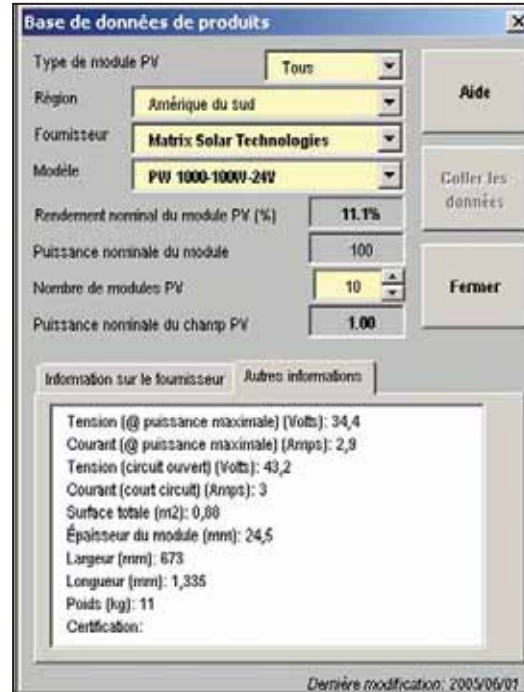 Base de données de produits
Type de module PV Tous
Région Amérique du sud
Fournisseur Matrix Solar Technologies
Modèle PW 1000-100W-24V
Rendement nominal du module PV (%) 11.1%
Puissance nominale du module 100
Nombre de modules PV 10
Puissance nominale du champ PV 1.00
Aide
Coller les
données
Fermer
Information sur le fournisseur Autres informations
Tension (@ puissance maximale) (Volts): 34,4
Courant (@ puissance maximale) (Amps): 2,9
Tension (circuit ouvert) (Volts): 43,2
Courant (court circuit) (Amps): 3
Surface totale (m2): 0,88
Épaisseur du module (mm): 24,5
Largeur (mm): 673
Longueur (mm): 1,335
Poids (kg): 11
Certification:
Dernière modification: 2005/06/01